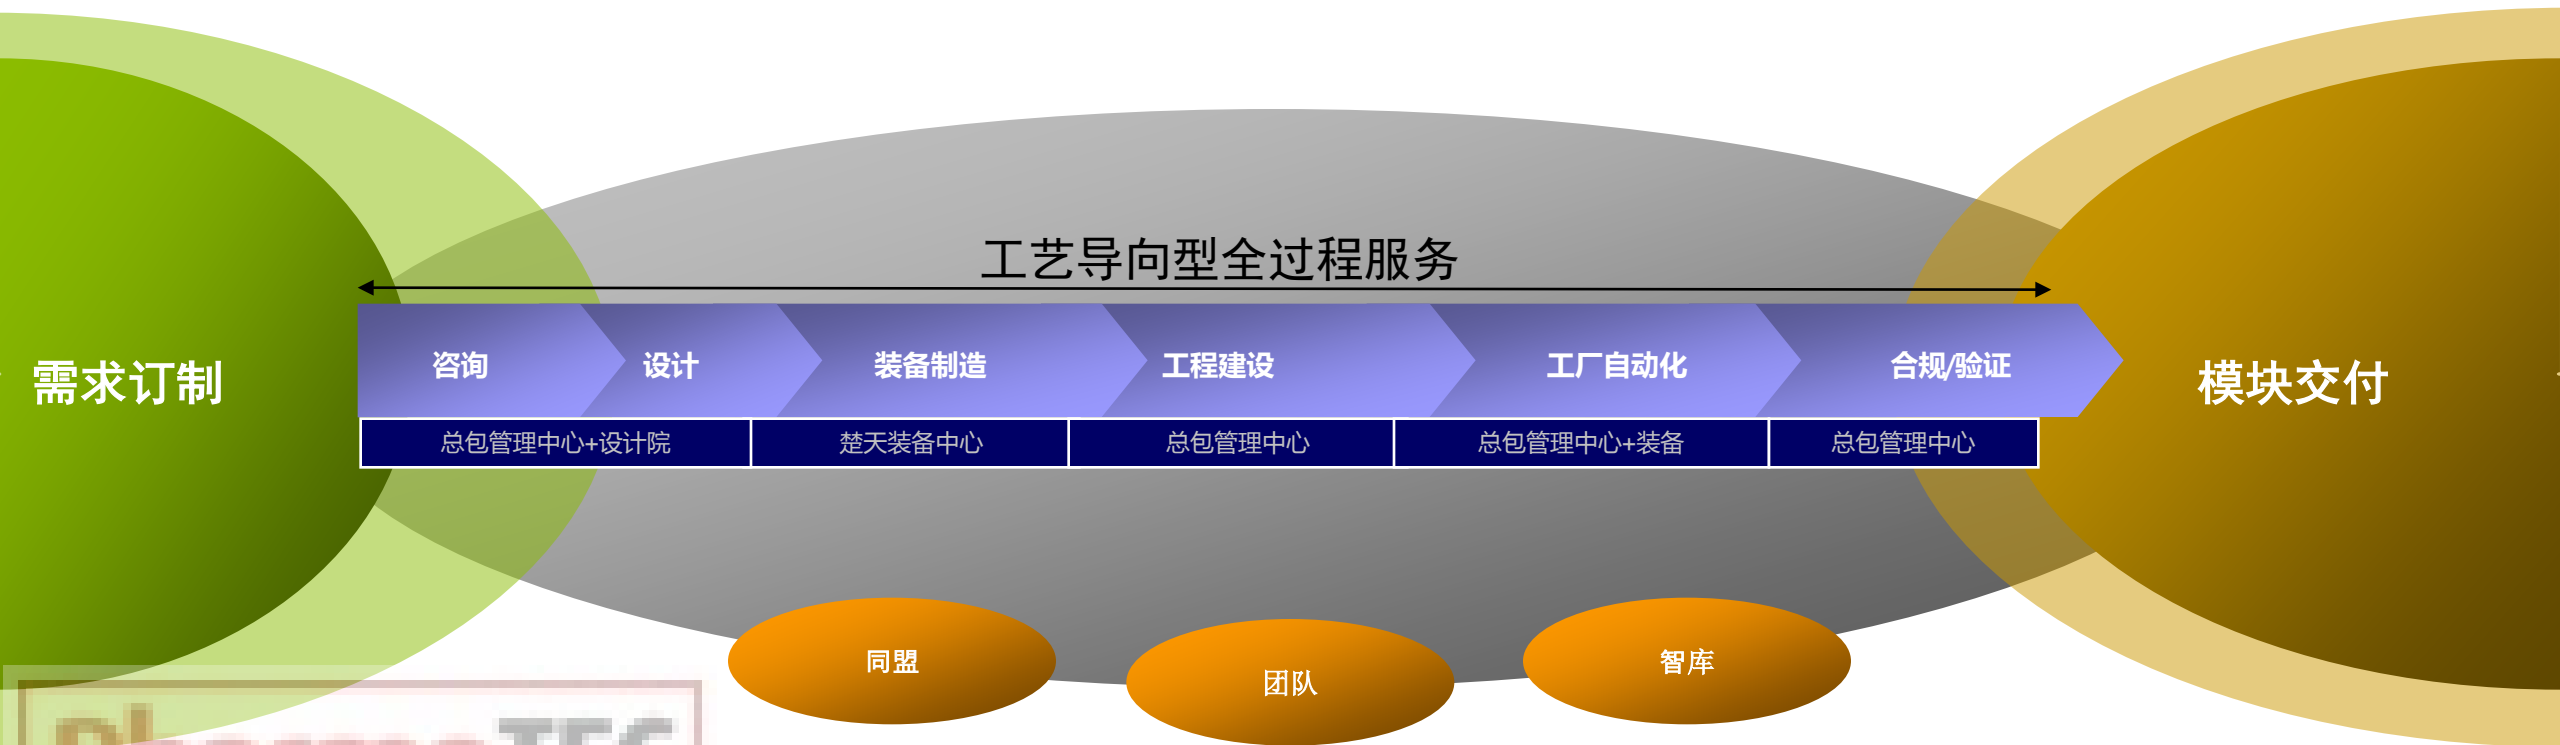 工艺导向型全过程服务
需求订制
咨询
设计
装备制造
工程建设
工厂自动化
合规/验证
模块交付
总包管理中心+设计院
楚天装备中心
总包管理中心
总包管理中心+装备
总包管理中心
同盟
团队
智库